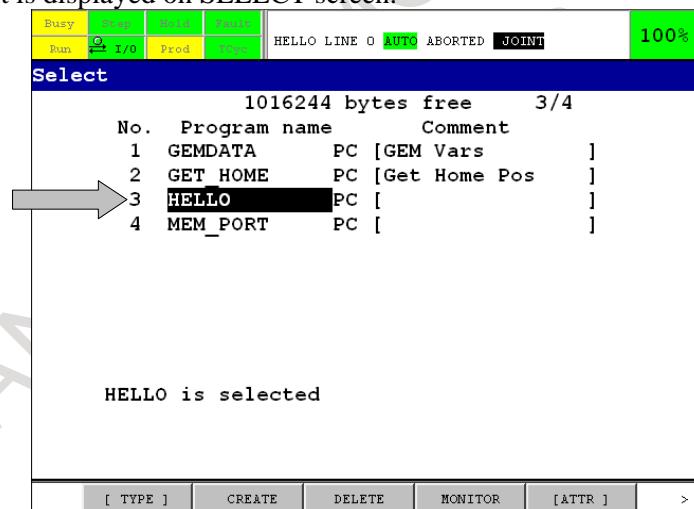 t is displayed on SELECT screen.
Busy Step Hold Fault
Run I/O Prod TCyc
HELLO LINE 0 AUTO ABORTED JOINT
100%
Select
1016244 bytes free 3/4
No. Program name Comment
1 GEMDATA PC [GEM Vars ]
2 GET_HOME PC [Get Home Pos ]
3 HELLO PC [ ]
4 MEM_PORT PC [ ]
HELLO is selected
[ TYPE ] CREATE DELETE MONITOR [ATTR ] >